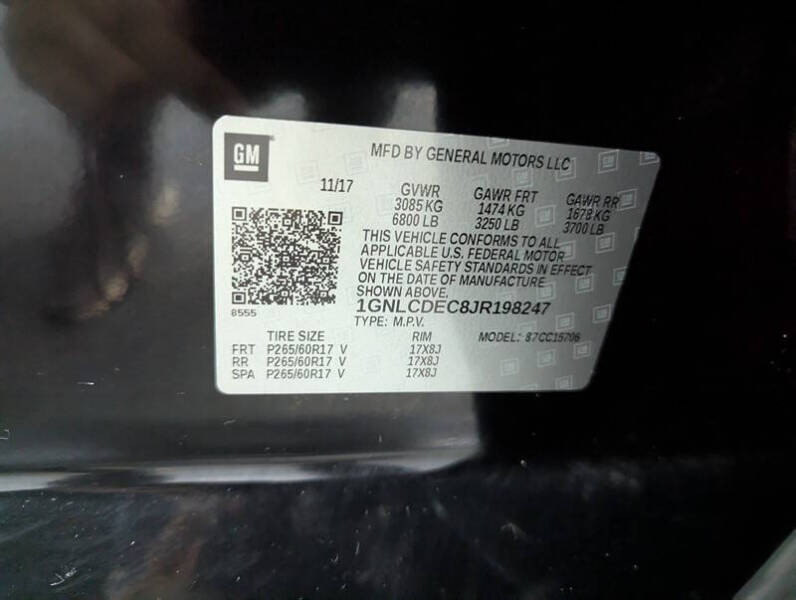 GM
MFD BY GENERAL MOTORS LLC
11/17
GVWR GAWR FRT GAWR RR
3085 KG 1474 KG 1678 KG
6800 LB 3250 LB 3700 LB
THIS VEHICLE CONFORMS TO ALL
APPLICABLE U.S. FEDERAL MOTOR
VEHICLE SAFETY STANDARDS IN EFFECT
ON THE DATE OF MANUFACTURE
SHOWN ABOVE.
8555
1GNLCDEC8JR198247
TYPE: M.P.V.
TIRE SIZE RIM MODEL: 87CC15706
FRT P265/60R17 V 17X8J
RR P265/60R17 V 17X8J
SPA P265/60R17 V 17X8J